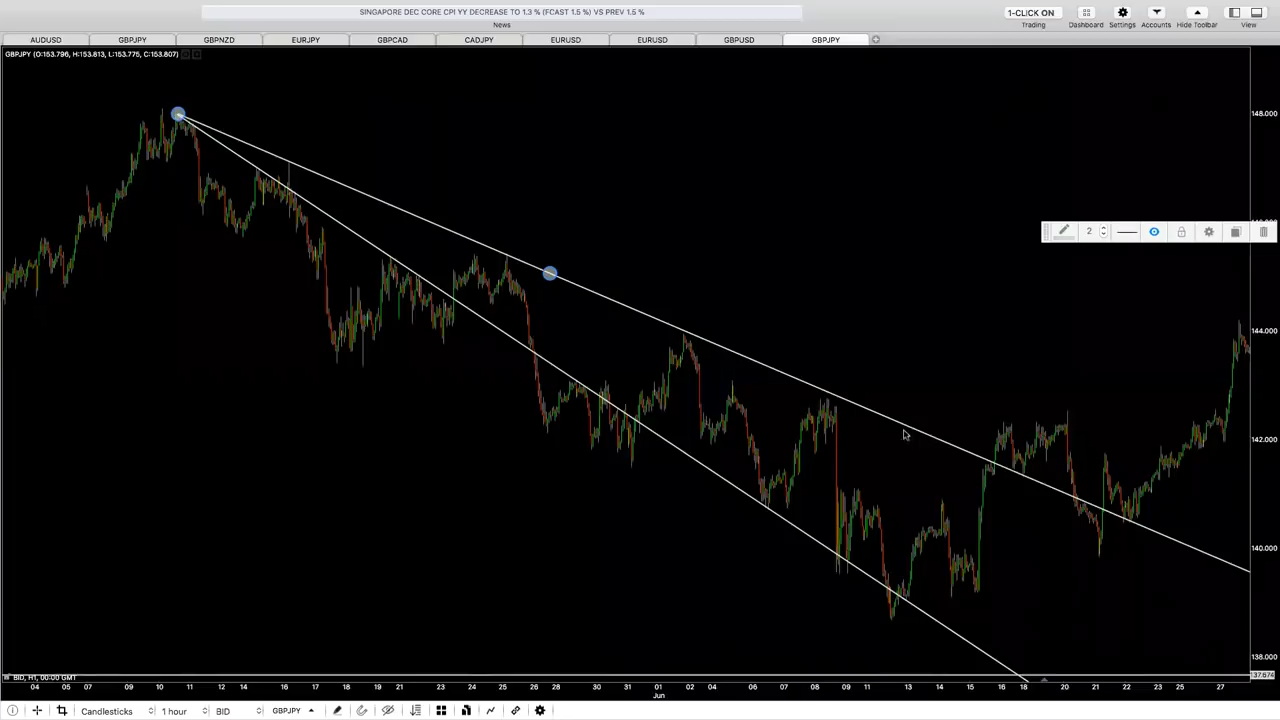 SINGAPORE DEC CORE CPI YY DECREASE TO 1.3 % (FCAST 1.5 %) VS PREV 1.5 %
1-CLICK ON
News
Trading
Dashboard
Settings
Accounts
Hide Toolbar
View
AUDUSD
GBPJPY
GBPNZD
EURJPY
GBPCAD
CADJPY
EURUSD
EURUSD
GBPUSD
GBPJPY
GBPJPY (O:153.796, H:153.813, L:153.775, C:153.807)
148.000
2
144.000
142.000
140.000
138.000
137.674
BID, H1, 00:00 GMT
04 05 07 09 10 11 12 14 16 18 19 21 23 24 26 28 30 31 01 02 04 05 07 09 11 13 14 15 16 18 20 21 22 23 25 27
Jun
Candlesticks
1 hour
BID
GBPJPY